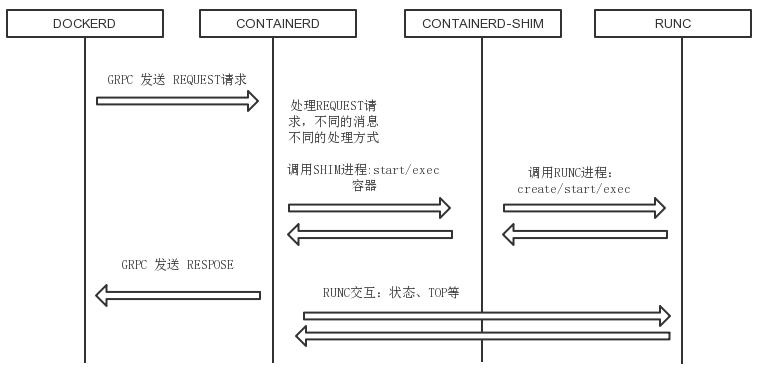 DOCKERD
CONTAINERD
CONTAINERD-SHIM
RUNC
GRPC 发送 REQUEST请求
处理REQUEST请
求，不同的消息
不同的处理方式
调用SHIM进程:start/exec
容器
调用RUNC进程：
create/start/exec
GRPC 发送 RESPOSE
RUNC交互：状态、TOP等